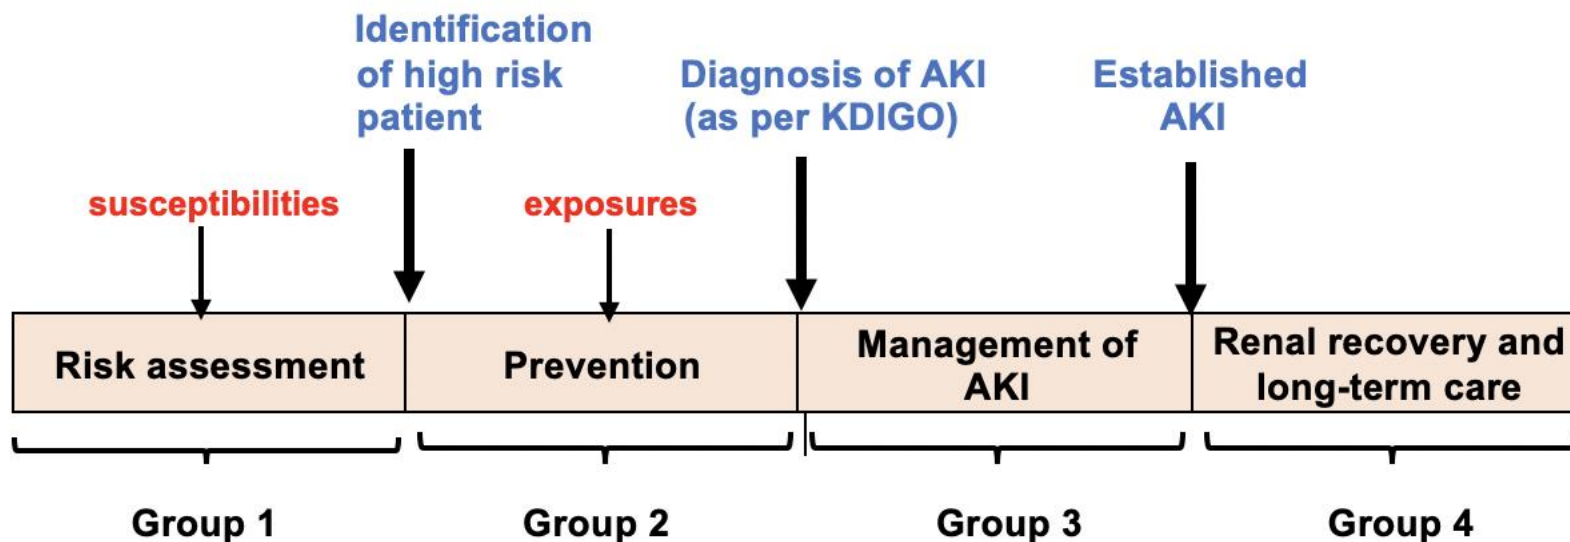 Identification
of high risk
patient
Diagnosis of AKI
(as per KDIGO)
Established
AKI
susceptibilities
exposures
Risk assessment
Prevention
Management of
AKI
Renal recovery and
long-term care
Group 1
Group 2
Group 3
Group 4